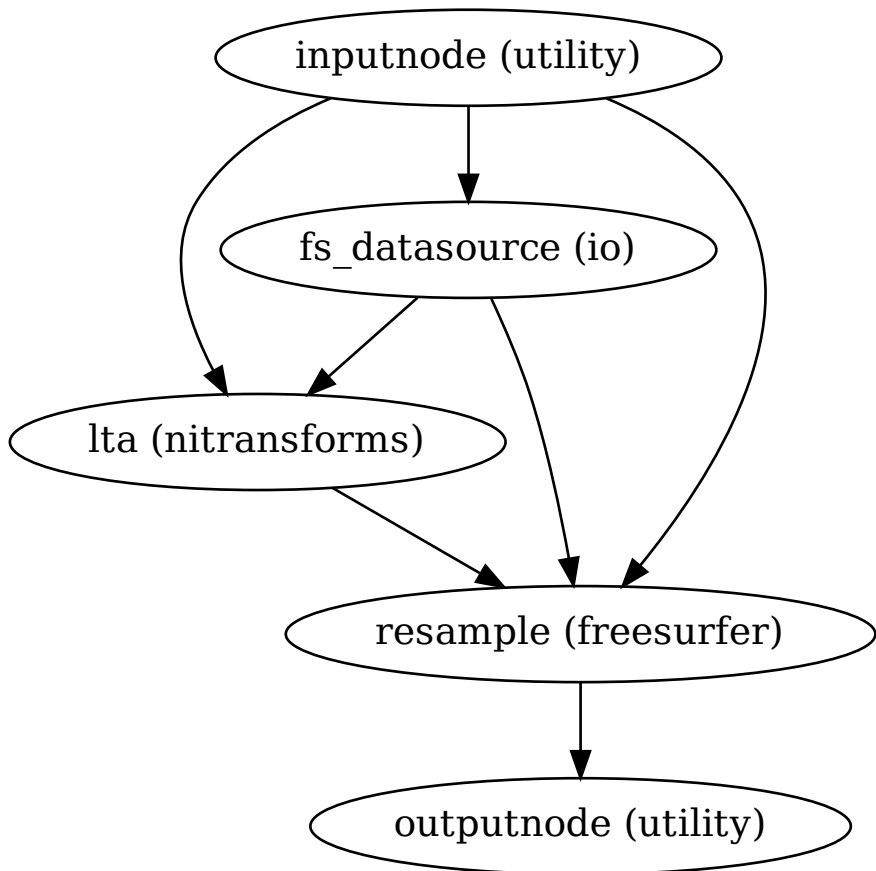 inputnode (utility)
fs_datasource (io)
lta (nitransforms)
resample (freesurfer)
outputnode (utility)